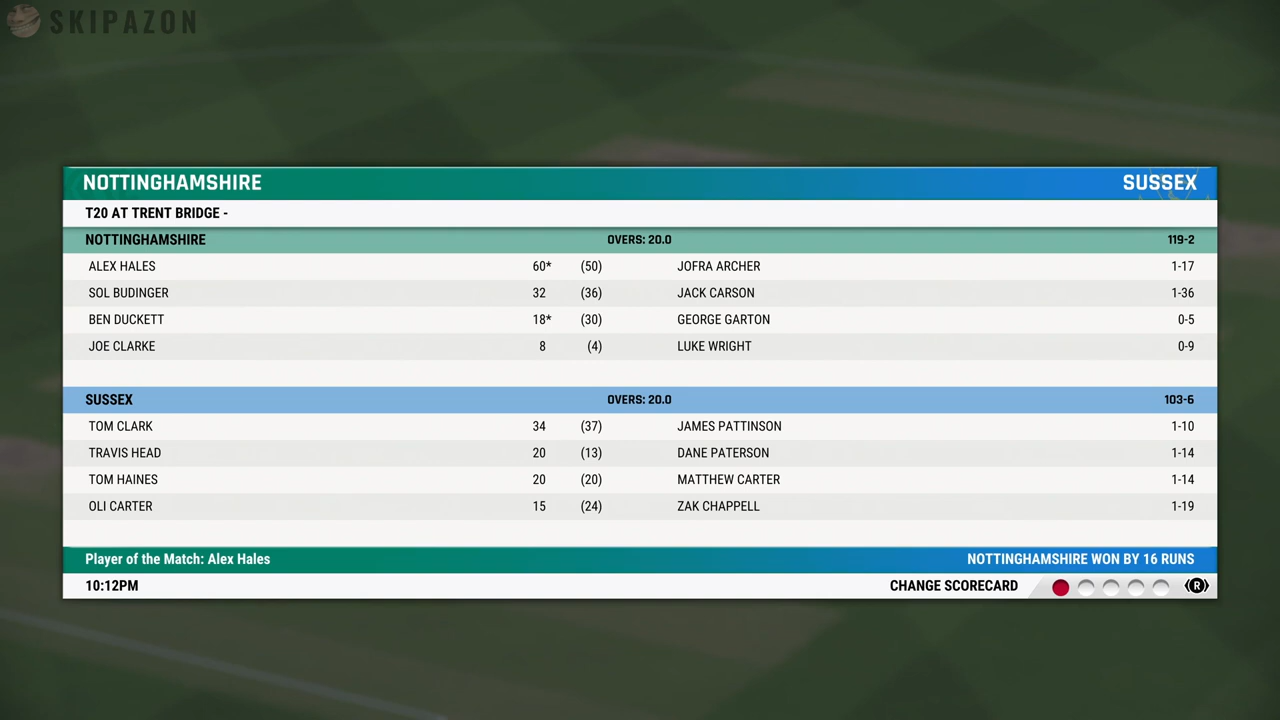 SKIPAZON
NOTTINGHAMSHIRE SUSSEX
T20 AT TRENT BRIDGE -
NOTTINGHAMSHIRE OVERS: 20.0 119-2
ALEX HALES 60* (50) JOFRA ARCHER 1-17
SOL BUDINGER 32 (36) JACK CARSON 1-36
BEN DUCKETT 18* (30) GEORGE GARTON 0-5
JOE CLARKE 8 (4) LUKE WRIGHT 0-9
SUSSEX OVERS: 20.0 103-6
TOM CLARK 34 (37) JAMES PATTINSON 1-10
TRAVIS HEAD 20 (13) DANE PATERSON 1-14
TOM HAINES 20 (20) MATTHEW CARTER 1-14
OLI CARTER 15 (24) ZAK CHAPPELL 1-19
Player of the Match: Alex Hales NOTTINGHAMSHIRE WON BY 16 RUNS
10:12PM CHANGE SCORECARD R